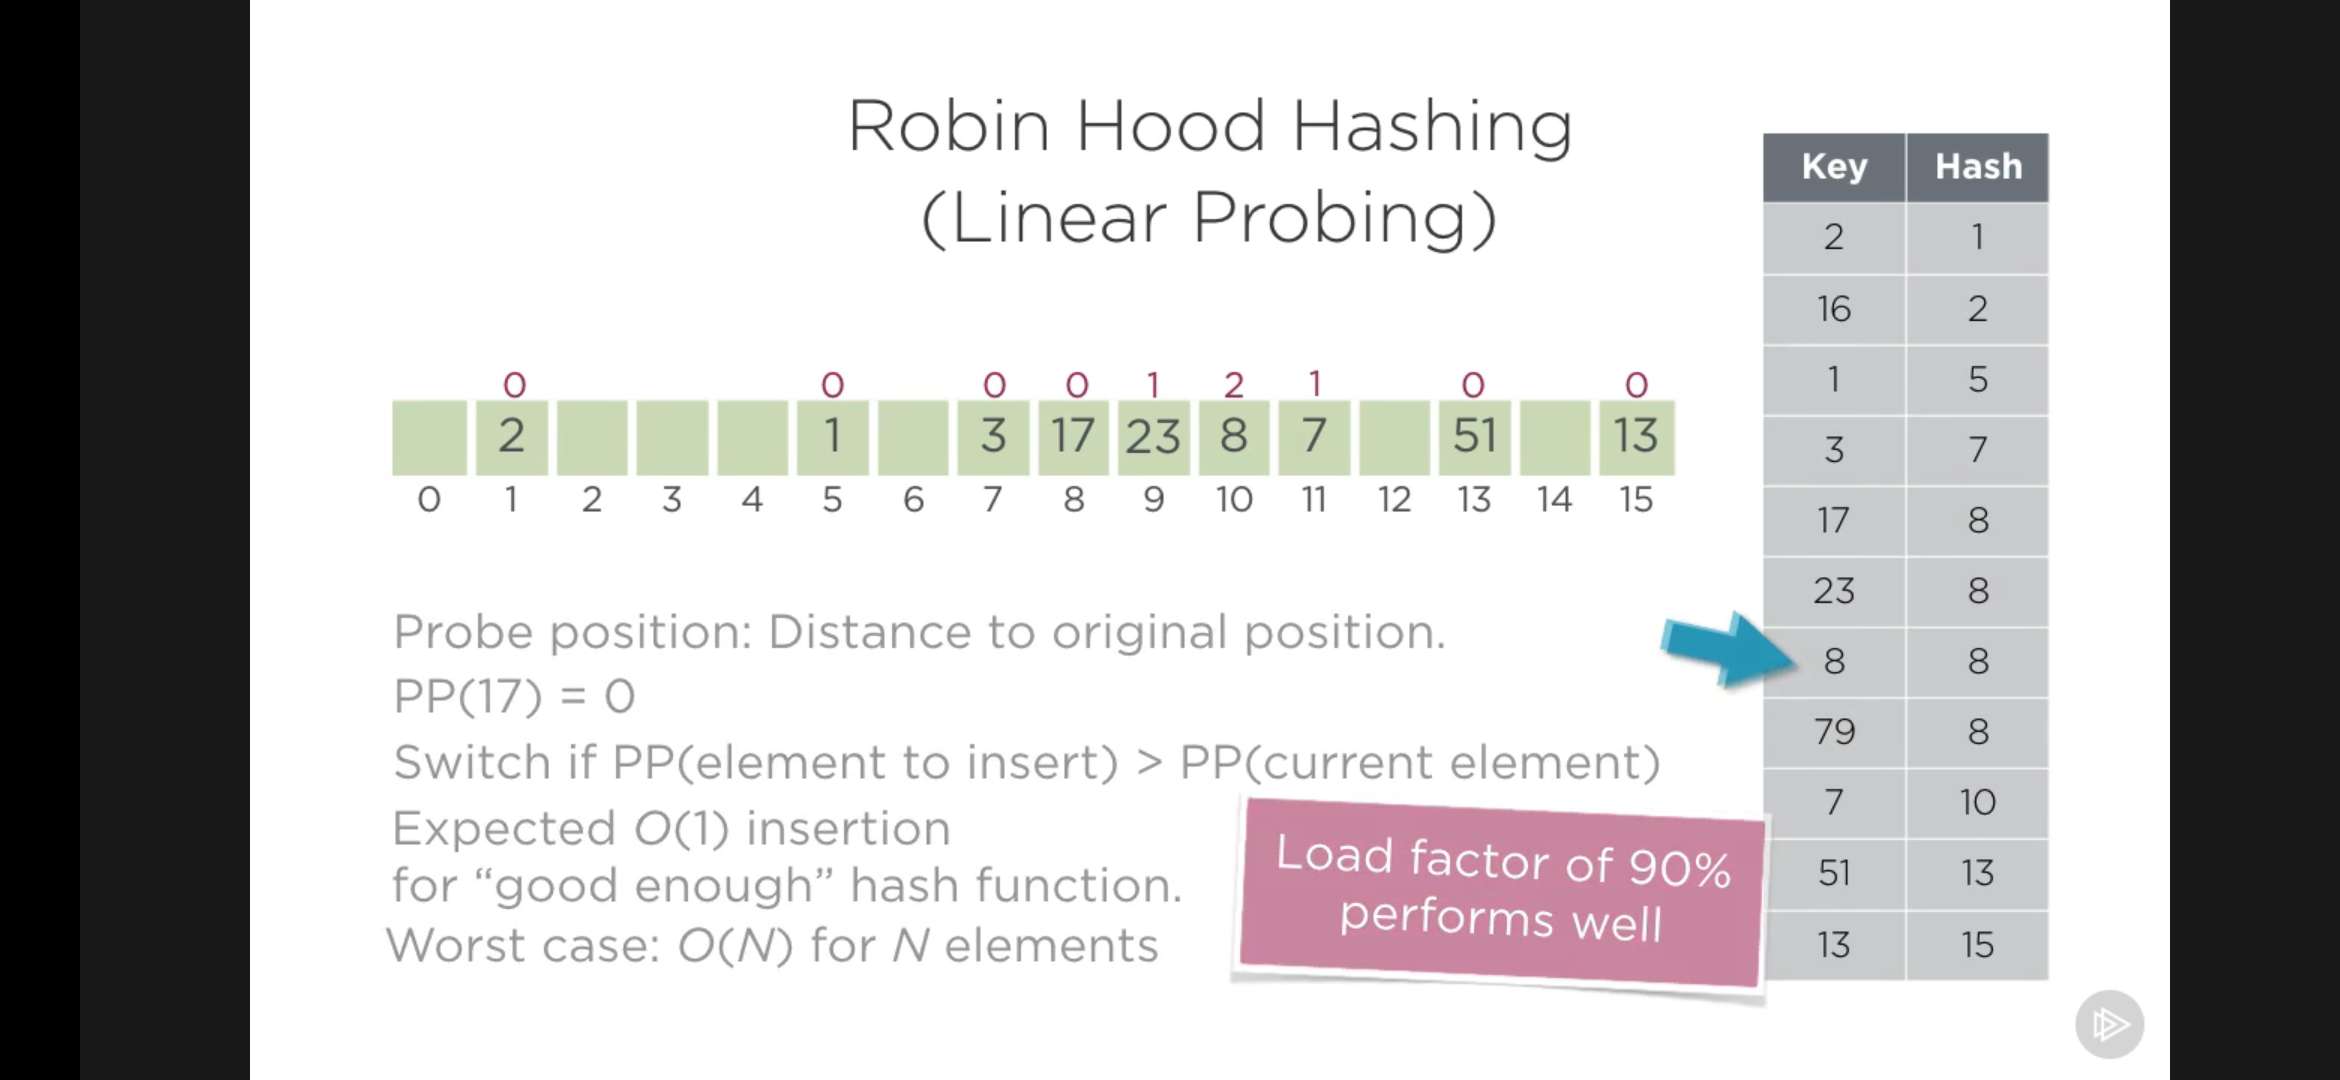 Robin Hood Hashing
(Linear Probing)
0 0 0 0 1 2 1 0 0
2 1 3 17 23 8 7 51 13
0 1 2 3 4 5 6 7 8 9 10 11 12 13 14 15
Probe position: Distance to original position.
PP(17) = 0
Switch if PP(element to insert) > PP(current element)
Expected O(1) insertion
for “good enough” hash function.
Worst case: O(N) for N elements
Load factor of 90%
performs well
Key Hash
2 1
16 2
1 5
3 7
17 8
23 8
8 8
79 8
7 10
51 13
13 15